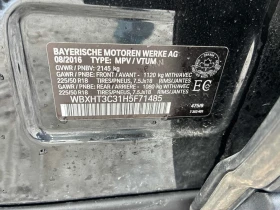 BAYERISCHE MOTOREN WERKE AG
08/2016 TYPE: MPV / VTUM
GVWR / PNBV: 2145 kg
GAWR / PNBE: FRONT / AVANT - 1120 kg WITH/AVEC
225/50 R18 TIRES/PNEUS, 7.5Jx18 RIMS/JANTES
GAWR / PNBE: REAR / ARRIERE - 1080 kg WITH/AVEC
225/50 R18 TIRES/PNEUS, 7.5Jx18 RIMS/JANTES
WBXHT3C31H5F71485
EC